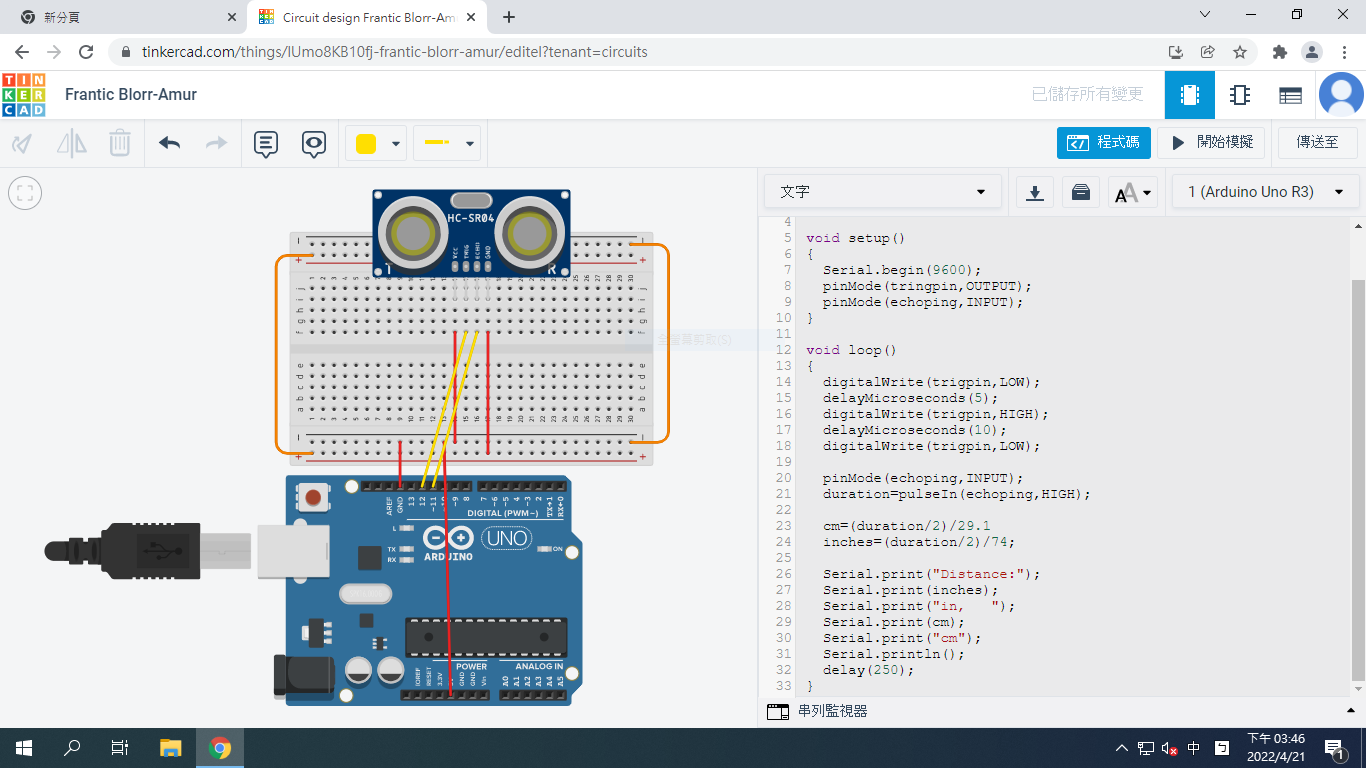 新分頁
Circuit design Frantic Blorr-Am
tinkercad.com/things/lUmo8KB10fj-frantic-blorr-amur/editel?tenant=circuits
TIN
KER
CAD
Frantic Blorr-Amur
已儲存所有變更
程式碼
開始模擬
傳送至
文字
1 (Arduino Uno R3)
HC-SR04
VCC
TRIG
ECHO
GND
T
R
全螢幕剪取(S)
AREF
GND
13
12
~11
~9
8
7
~6
~5
4
~3
2
TX→1
RX←0
DIGITAL (PWM~)
L
TX
RX
UNO
ON
ARDUINO
POWER
ANALOG IN
IOREF
RESET
3.3V
GND
GND
Vin
A0
A1
A2
A3
A4
A5
4
5 void setup()
6 {
7 Serial.begin(9600);
8 pinMode(tringpin,OUTPUT);
9 pinMode(echoping,INPUT);
10 }
11
12 void loop()
13 {
14 digitalWrite(trigpin,LOW);
15 delayMicroseconds(5);
16 digitalWrite(trigpin,HIGH);
17 delayMicroseconds(10);
18 digitalWrite(trigpin,LOW);
19
20 pinMode(echoping,INPUT);
21 duration=pulseIn(echoping,HIGH);
22
23 cm=(duration/2)/29.1
24 inches=(duration/2)/74;
25
26 Serial.print("Distance:");
27 Serial.print(inches);
28 Serial.print("in,   ");
29 Serial.print(cm);
30 Serial.print("cm");
31 Serial.println();
32 delay(250);
33 }
串列監視器
中
下午 03:46
2022/4/21
1